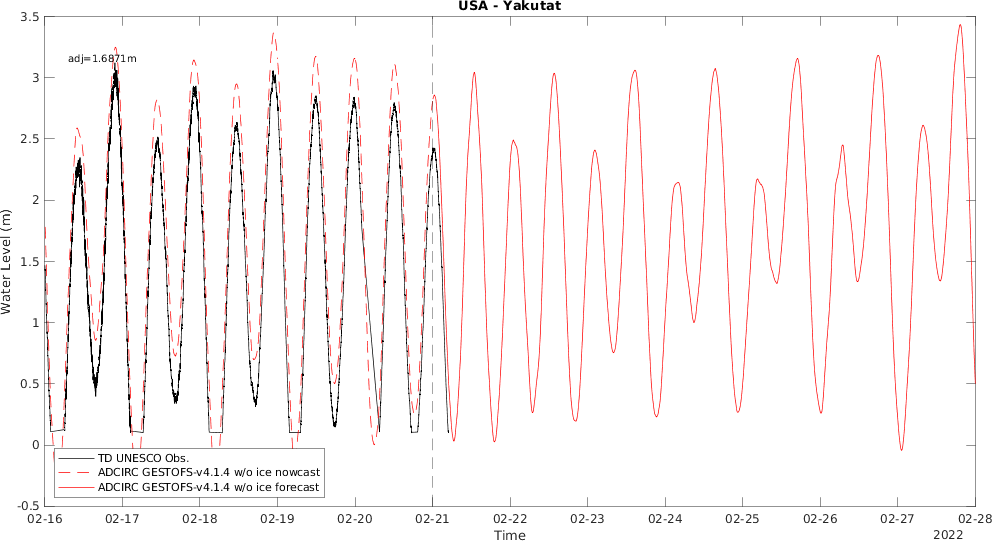 USA - Yakutat
adj=1.6871m
Water Level (m)
3.5
3
2.5
2
1.5
1
0.5
0
-0.5
TD UNESCO Obs.
ADCIRC GESTOFS-v4.1.4 w/o ice nowcast
ADCIRC GESTOFS-v4.1.4 w/o ice forecast
02-16 02-17 02-18 02-19 02-20 02-21 02-22 02-23 02-24 02-25 02-26 02-27 02-28
Time
2022